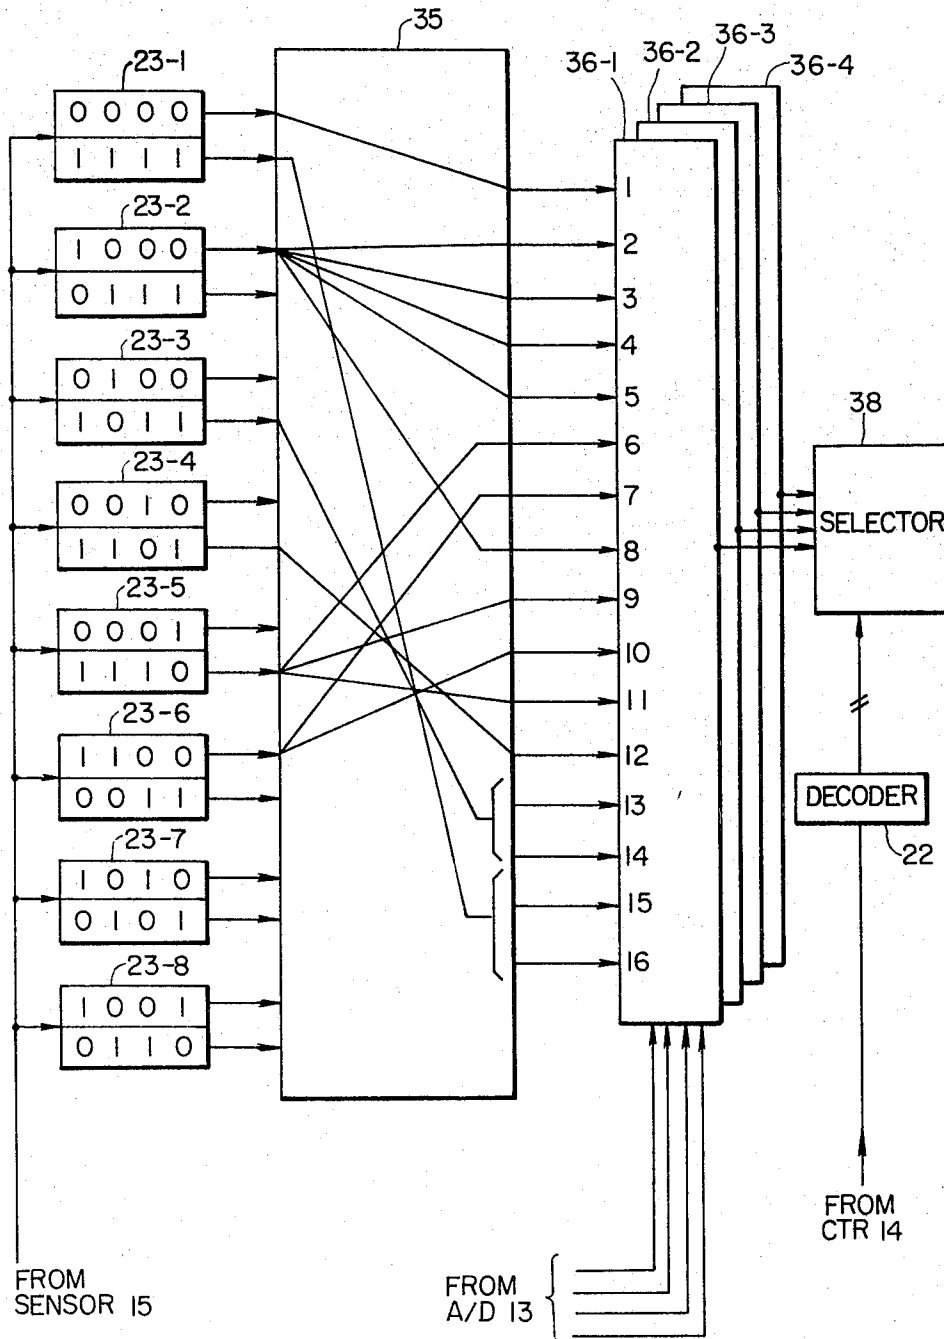 35
36-1
36-2
36-3
36-4
23-1
0 0 0 0
1 1 1 1
23-2
1 0 0 0
0 1 1 1
23-3
0 1 0 0
1 0 1 1
23-4
0 0 1 0
1 1 0 1
23-5
0 0 0 1
1 1 1 0
23-6
1 1 0 0
0 0 1 1
23-7
1 0 1 0
0 1 0 1
23-8
1 0 0 1
0 1 1 0
1
2
3
4
5
6
7
8
9
10
11
12
13
14
15
16
38
SELECTOR
DECODER
22
FROM
CTR 14
FROM
SENSOR 15
FROM
A/D 13